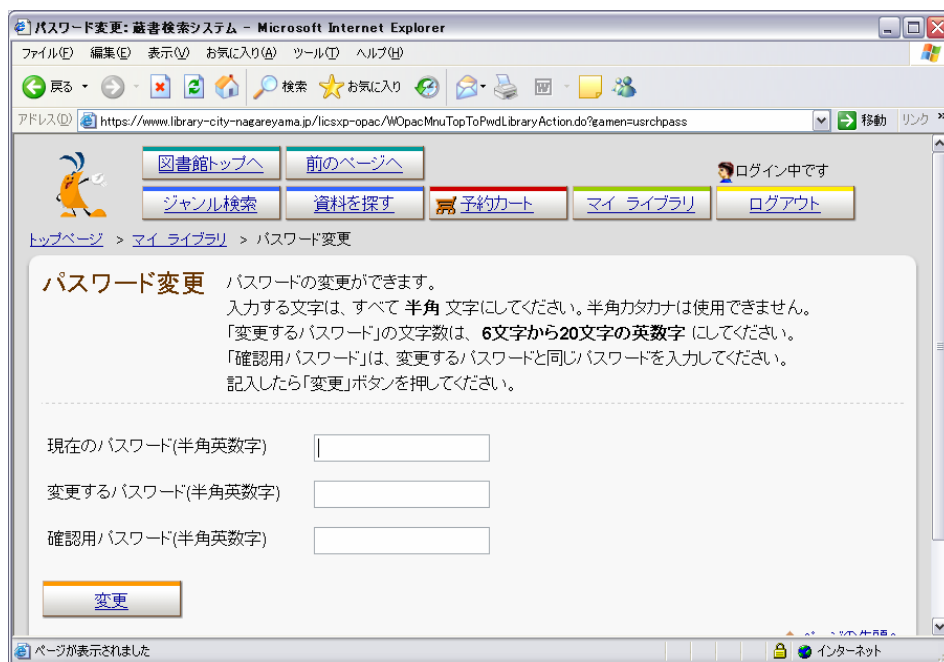 パスワード変更: 蔵書検索システム - Microsoft Internet Explorer
ファイル(F) 編集(E) 表示(V) お気に入り(A) ツール(T) ヘルプ(H)
戻る 検索 お気に入り
アドレス(D) https://www.library-city-nagareyama.jp/licsxp-opac/WOpacMnuTopToPwdLibraryAction.do?gamen=usrchpass 移動 リンク »
図書館トップへ 前のページへ
ログイン中です
ジャンル検索 資料を探す 予約カート マイ ライブラリ ログアウト
トップページ > マイ ライブラリ > パスワード変更
パスワード変更 パスワードの変更ができます。
入力する文字は、すべて 半角 文字にしてください。半角カタカナは使用できません。
「変更するパスワード」の文字数は、 6文字から20文字の英数字 にしてください。
「確認用パスワード」は、変更するパスワードと同じパスワードを入力してください。
記入したら「変更」ボタンを押してください。
現在のパスワード(半角英数字)
変更するパスワード(半角英数字)
確認用パスワード(半角英数字)
変更
ページが表示されました インターネット